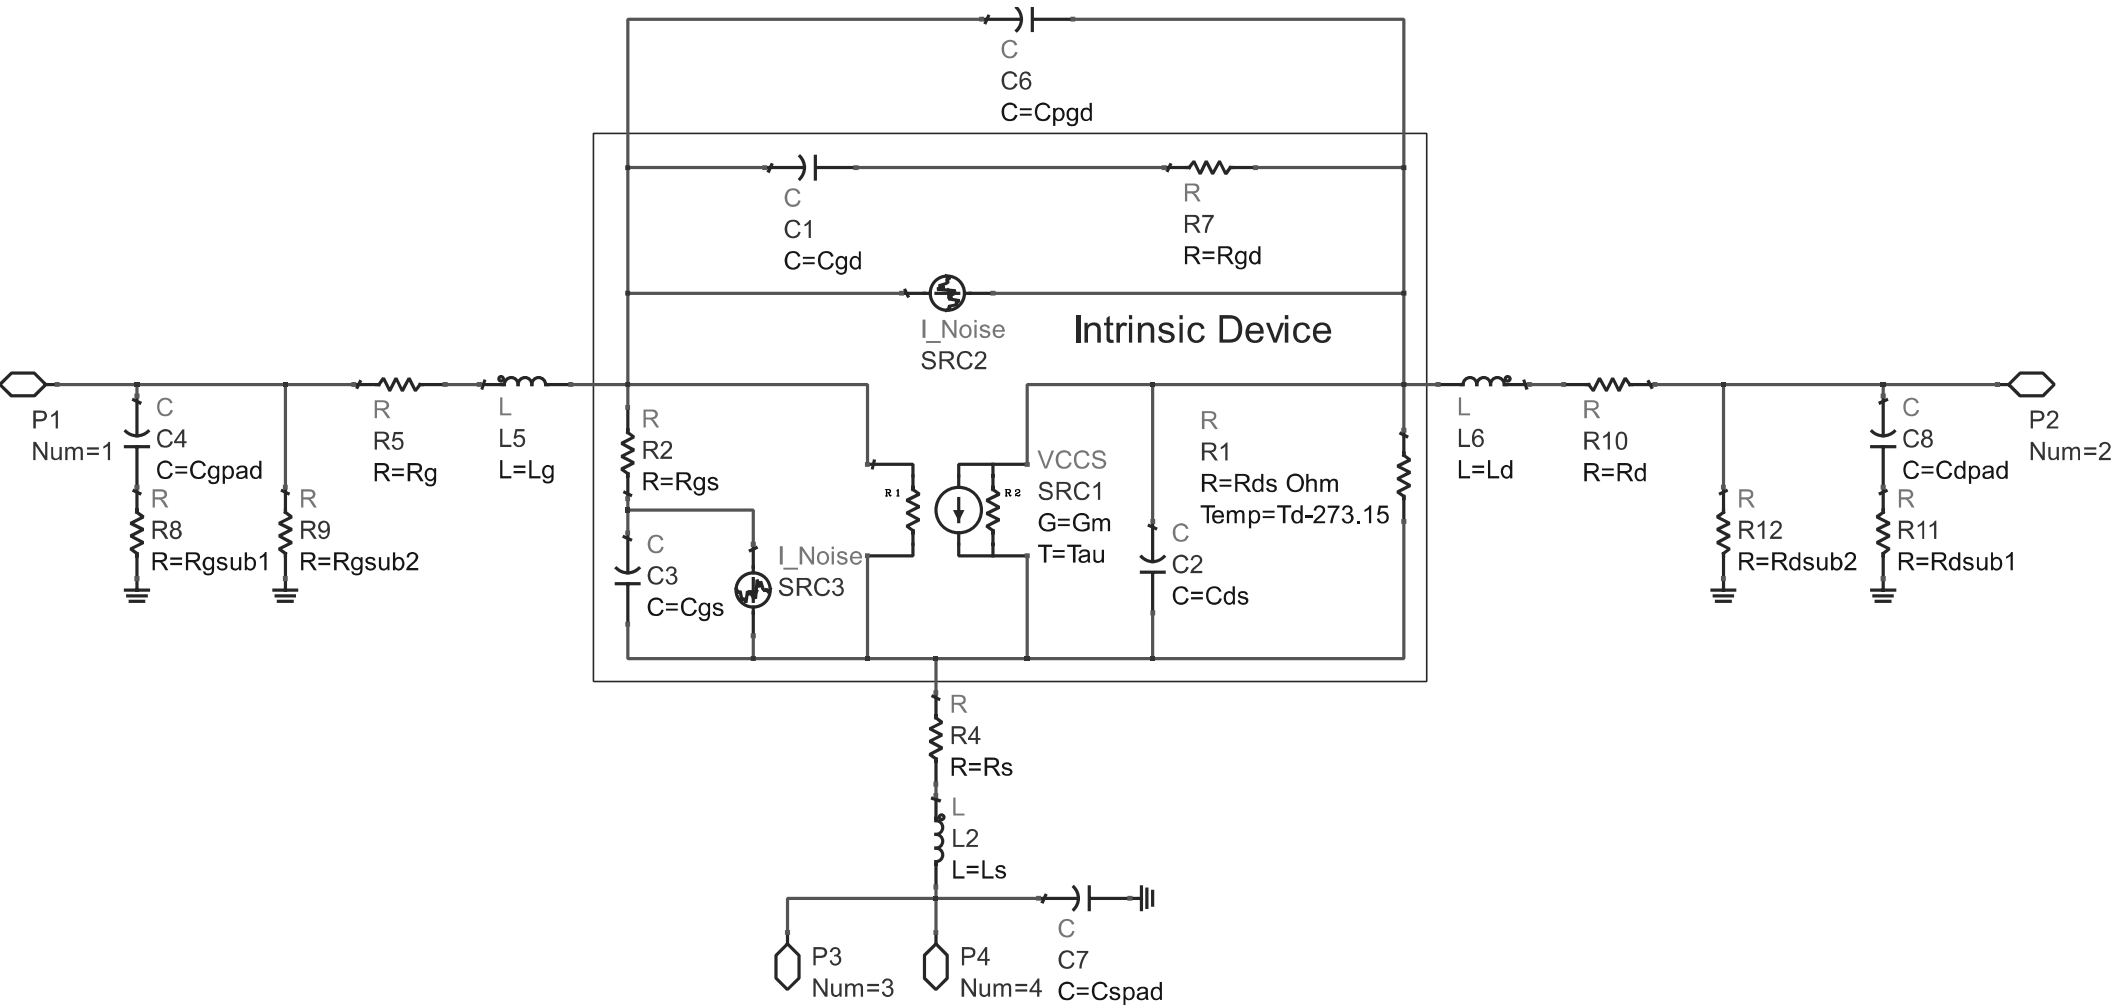 C
C6
C=Cpgd
C
C1
C=Cgd
R
R7
R=Rgd
I_Noise
SRC2
Intrinsic Device
P1
Num=1
C
C4
C=Cgpad
R
R8
R=Rgsub1
R
R9
R=Rgsub2
R
R5
R=Rg
L
L5
L=Lg
R
R2
R=Rgs
C
C3
C=Cgs
I_Noise
SRC3
R1
R2
VCCS
SRC1
G=Gm
T=Tau
C
C2
C=Cds
R
R1
R=Rds Ohm
Temp=Td-273.15
L
L6
L=Ld
R
R10
R=Rd
R
R12
R=Rdsub2
C
C8
C=Cdpad
R
R11
R=Rdsub1
P2
Num=2
R
R4
R=Rs
L
L2
L=Ls
P3
Num=3
P4
Num=4
C
C7
C=Cspad